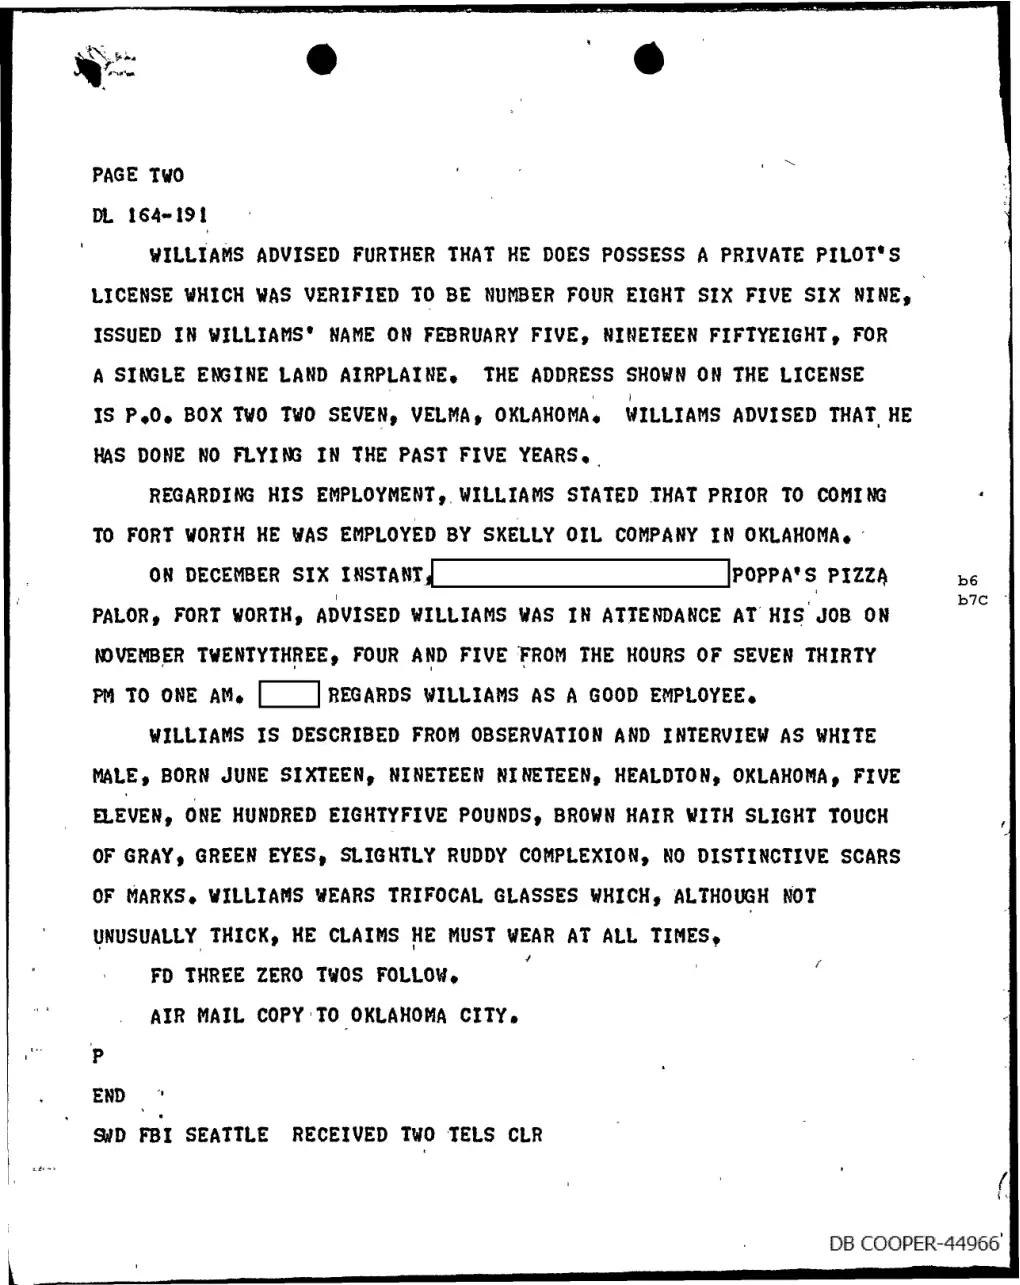 PAGE TWO
DL 164-191
WILLIAMS ADVISED FURTHER THAT HE DOES POSSESS A PRIVATE PILOT'S
LICENSE WHICH WAS VERIFIED TO BE NUMBER FOUR EIGHT SIX FIVE SIX NINE,
ISSUED IN WILLIAMS' NAME ON FEBRUARY FIVE, NINETEEN FIFTYEIGHT, FOR
A SINGLE ENGINE LAND AIRPLAINE. THE ADDRESS SHOWN ON THE LICENSE
IS P.O. BOX TWO TWO SEVEN, VELMA, OKLAHOMA. WILLIAMS ADVISED THAT HE
HAS DONE NO FLYING IN THE PAST FIVE YEARS.
REGARDING HIS EMPLOYMENT, WILLIAMS STATED THAT PRIOR TO COMING
TO FORT WORTH HE WAS EMPLOYED BY SKELLY OIL COMPANY IN OKLAHOMA.
ON DECEMBER SIX INSTANT, POPPA'S PIZZA
b6
b7C
PALOR, FORT WORTH, ADVISED WILLIAMS WAS IN ATTENDANCE AT HIS JOB ON
NOVEMBER TWENTYTHREE, FOUR AND FIVE FROM THE HOURS OF SEVEN THIRTY
PM TO ONE AM. REGARDS WILLIAMS AS A GOOD EMPLOYEE.
WILLIAMS IS DESCRIBED FROM OBSERVATION AND INTERVIEW AS WHITE
MALE, BORN JUNE SIXTEEN, NINETEEN NINETEEN, HEALDTON, OKLAHOMA, FIVE
ELEVEN, ONE HUNDRED EIGHTYFIVE POUNDS, BROWN HAIR WITH SLIGHT TOUCH
OF GRAY, GREEN EYES, SLIGHTLY RUDDY COMPLEXION, NO DISTINCTIVE SCARS
OF MARKS. WILLIAMS WEARS TRIFOCAL GLASSES WHICH, ALTHOUGH NOT
UNUSUALLY THICK, HE CLAIMS HE MUST WEAR AT ALL TIMES,
FD THREE ZERO TWOS FOLLOW.
AIR MAIL COPY TO OKLAHOMA CITY.
P
END
SWD FBI SEATTLE RECEIVED TWO TELS CLR
DB COOPER-44966